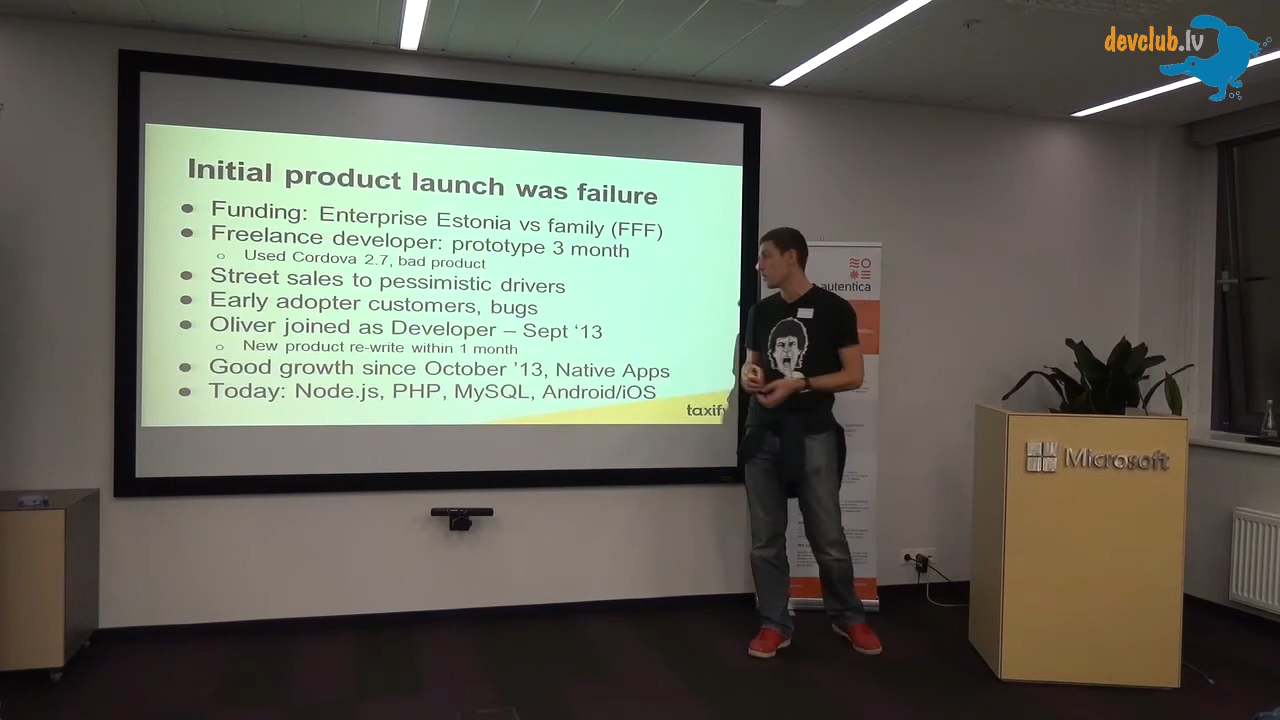 devclub.lv
Initial product launch was failure
● Funding: Enterprise Estonia vs family (FFF)
● Freelance developer: prototype 3 month
○ Used Cordova 2.7, bad product
● Street sales to pessimistic drivers
● Early adopter customers, bugs
● Oliver joined as Developer – Sept ‘13
○ New product re-write within 1 month
● Good growth since October ’13, Native Apps
● Today: Node.js, PHP, MySQL, Android/iOS
taxify
autentica
Microsoft